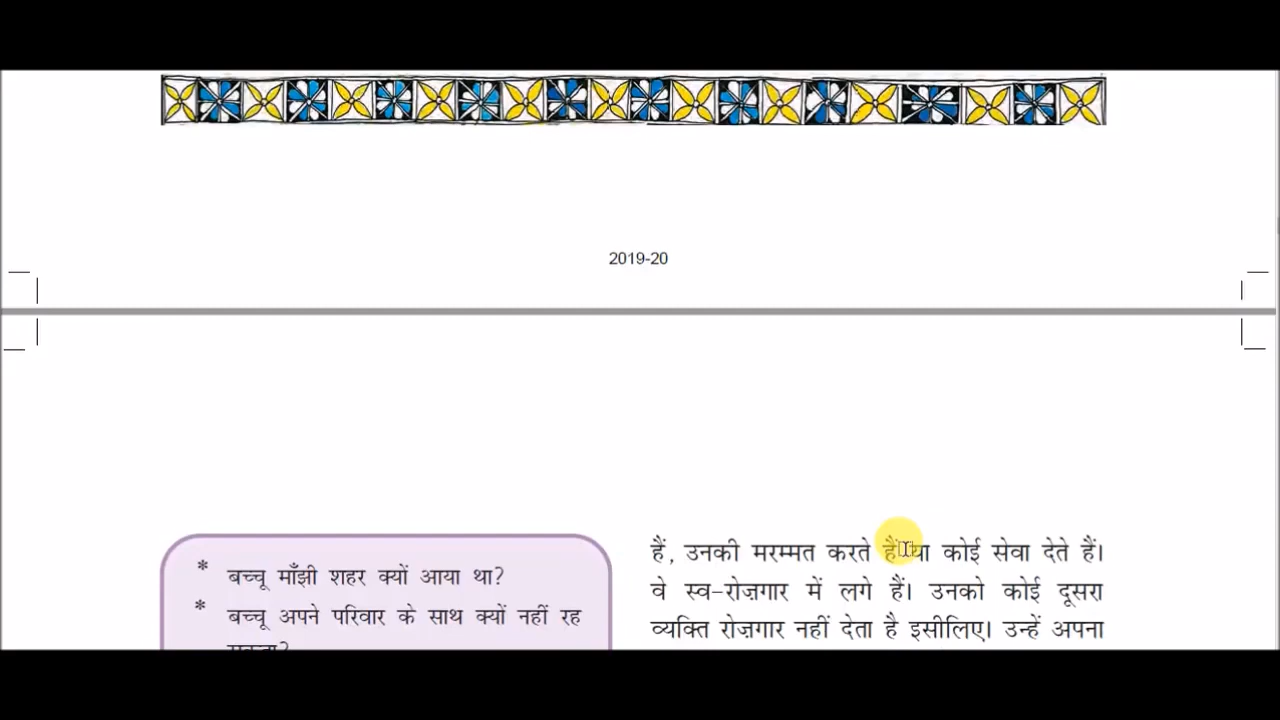 2019-20
* बच्चू माँझी शहर क्यों आया था?
* बच्चू अपने परिवार के साथ क्यों नहीं रह
सकता?
हैं, उनकी मरम्मत करते हैं या कोई सेवा देते हैं।
वे स्व-रोज़गार में लगे हैं। उनको कोई दूसरा
व्यक्ति रोज़गार नहीं देता है इसीलिए। उन्हें अपना